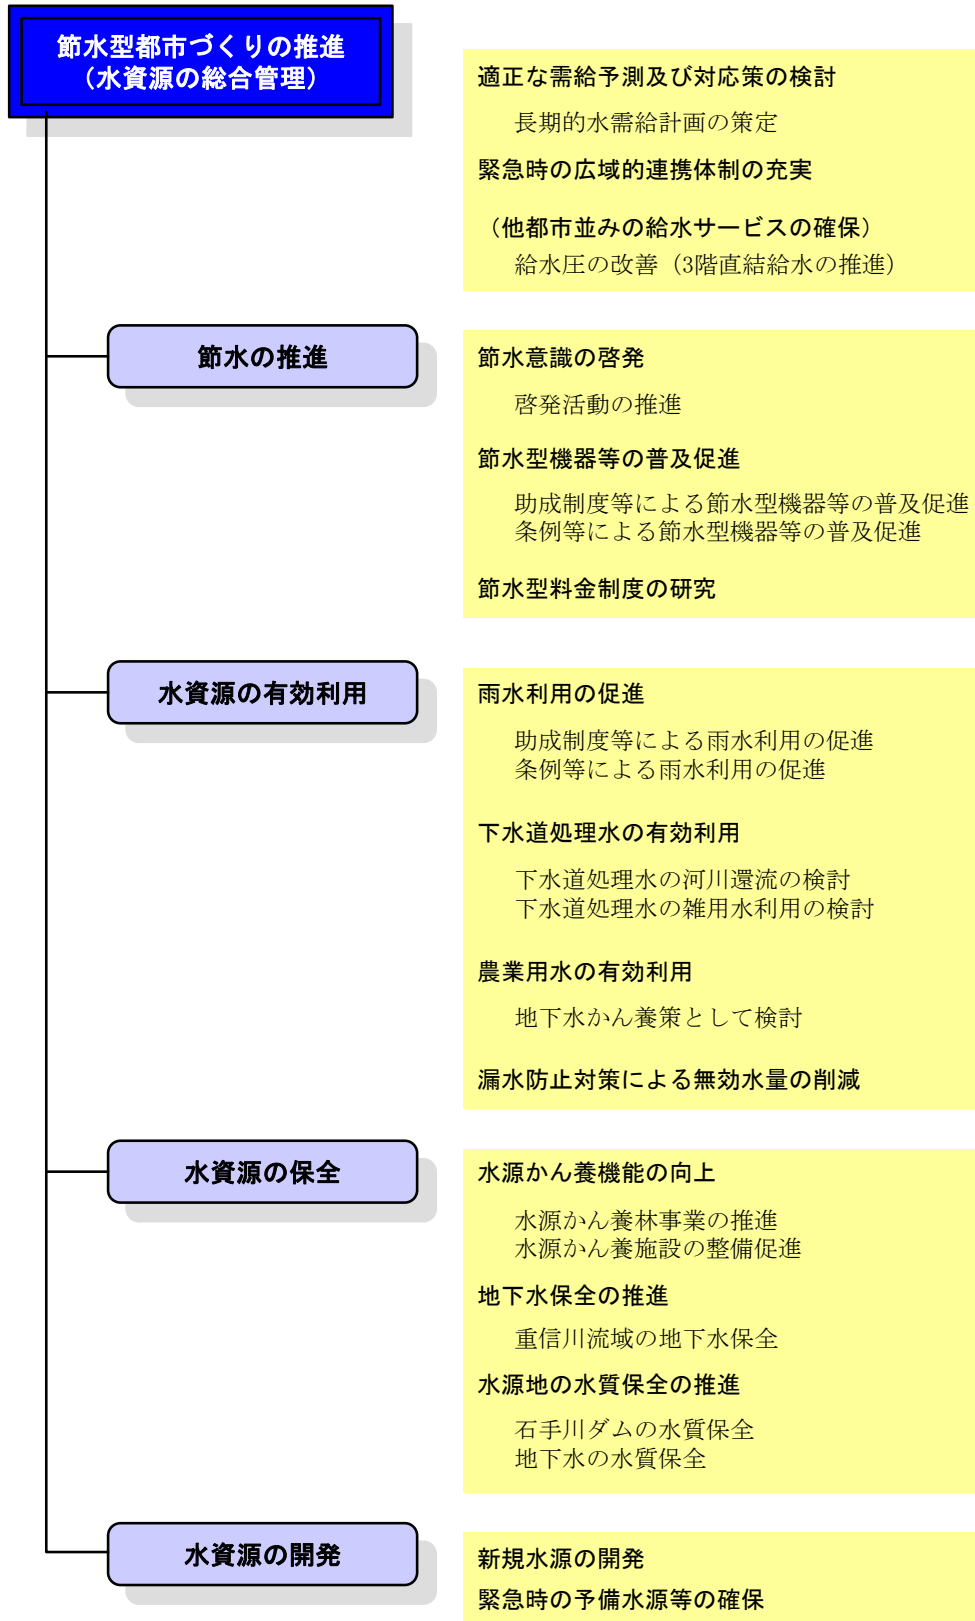 節水型都市づくりの推進
(水資源の総合管理)
適正な需給予測及び対応策の検討
長期的水需給計画の策定
緊急時の広域的連携体制の充実
（他都市並みの給水サービスの確保）
給水圧の改善（3階直結給水の推進）
節水の推進
節水意識の啓発
啓発活動の推進
節水型機器等の普及促進
助成制度等による節水型機器等の普及促進
条例等による節水型機器等の普及促進
節水型料金制度の研究
水資源の有効利用
雨水利用の促進
助成制度等による雨水利用の促進
条例等による雨水利用の促進
下水道処理水の有効利用
下水道処理水の河川還流の検討
下水道処理水の雑用水利用の検討
農業用水の有効利用
地下水かん養策として検討
漏水防止対策による無効水量の削減
水資源の保全
水源かん養機能の向上
水源かん養林事業の推進
水源かん養施設の整備促進
地下水保全の推進
重信川流域の地下水保全
水源地の水質保全の推進
石手川ダムの水質保全
地下水の水質保全
水資源の開発
新規水源の開発
緊急時の予備水源等の確保